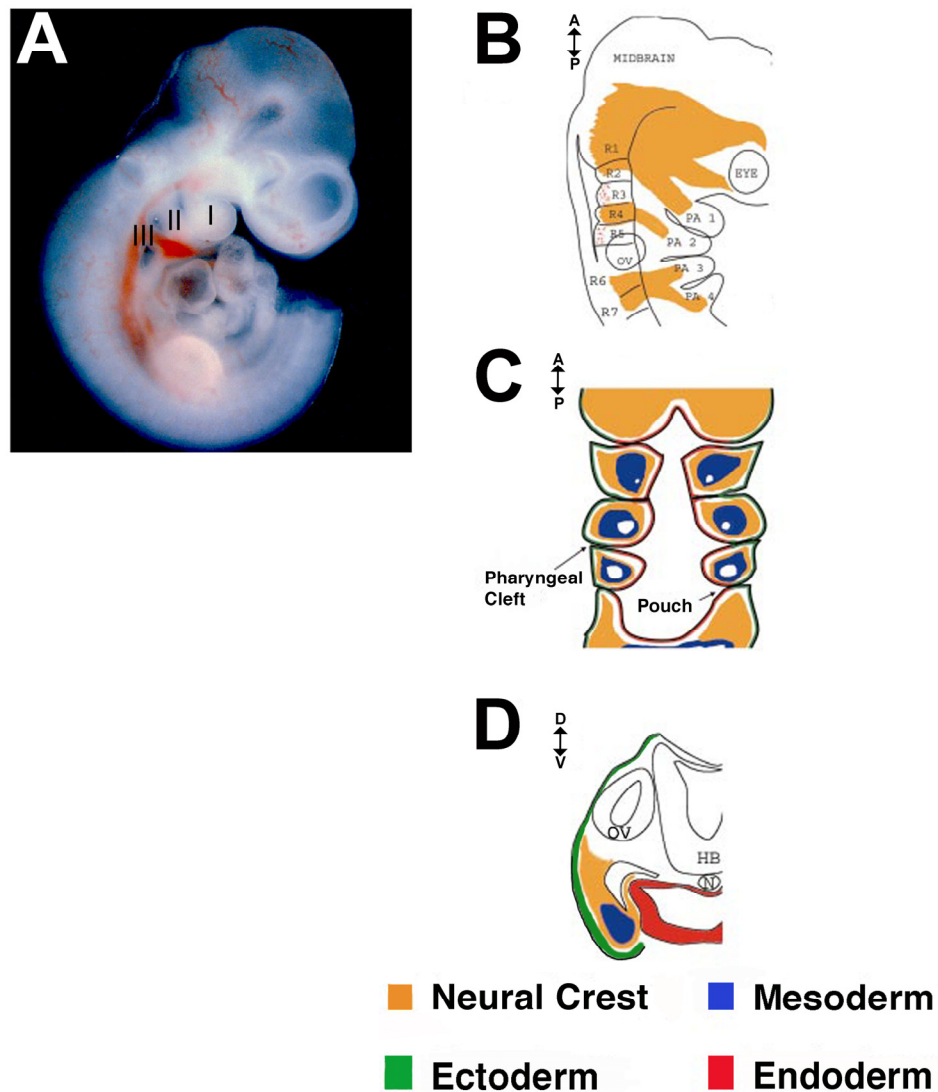 A
I
II
III
B
A
P
MIDBRAIN
R1
R2
R3
R4
R5
OV
R6
R7
EYE
PA 1
PA 2
PA 3
PA 4
C
A
P
Pharyngeal
Cleft
Pouch
D
D
V
OV
HB
N
Neural Crest
Mesoderm
Ectoderm
Endoderm